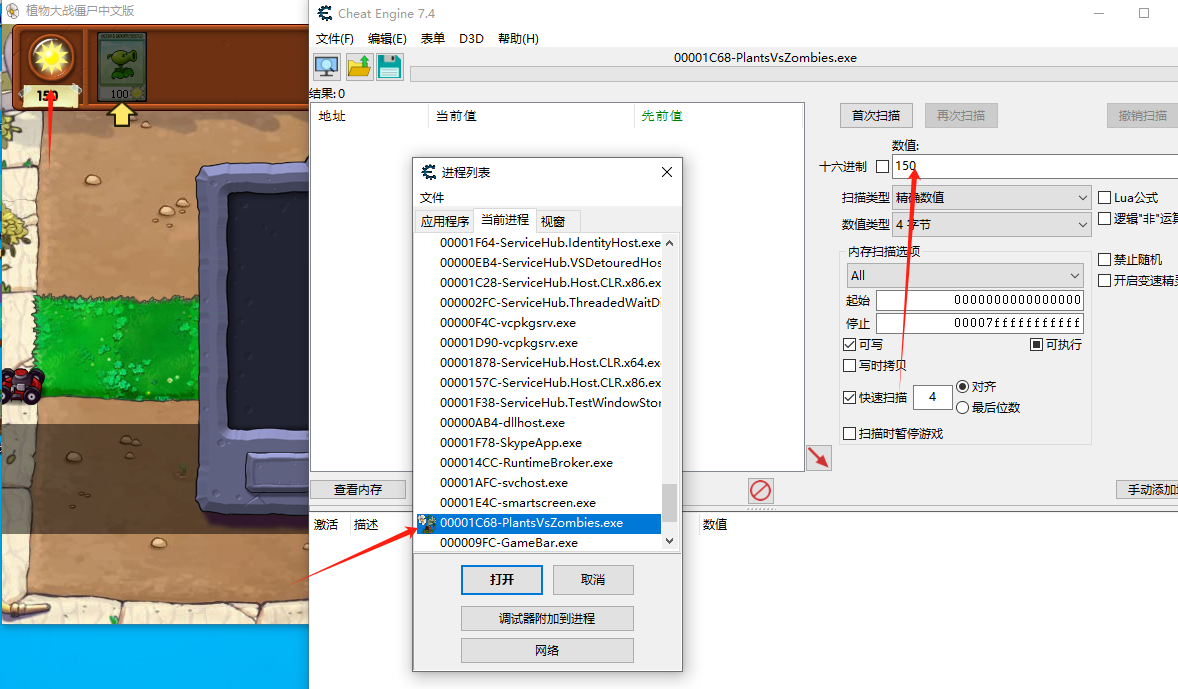 植物大战僵尸中文版
150
100
Cheat Engine 7.4
文件(F) 编辑(E) 表单 D3D 帮助(H)
00001C68-PlantsVsZombies.exe
结果: 0
地址 当前值 先前值
首次扫描 再次扫描 撤销扫描
数值:
十六进制 150
扫描类型 精确数值
Lua公式
数值类型 4 字节
逻辑"非"运算
内存扫描选项
All
禁止随机
开启变速精灵
起始 0000000000000000
停止 00007fffffffffff
可写 可执行
写时拷贝
快速扫描 4 对齐
最后位数
扫描时暂停游戏
查看内存
手动添加
激活 描述
数值
进程列表
文件
应用程序 当前进程 视窗
00001F64-ServiceHub.IdentityHost.exe
00000EB4-ServiceHub.VSDetouredHos
00001C28-ServiceHub.Host.CLR.x86.ex
000002FC-ServiceHub.ThreadedWaitD
00000F4C-vcpkgsrv.exe
00001D90-vcpkgsrv.exe
00001878-ServiceHub.Host.CLR.x64.ex
0000157C-ServiceHub.Host.CLR.x86.ex
00001F38-ServiceHub.TestWindowStor
00000AB4-dllhost.exe
00001F78-SkypeApp.exe
000014CC-RuntimeBroker.exe
00001AFC-svchost.exe
00001E4C-smartscreen.exe
00001C68-PlantsVsZombies.exe
000009FC-GameBar.exe
打开 取消
调试器附加到进程
网络